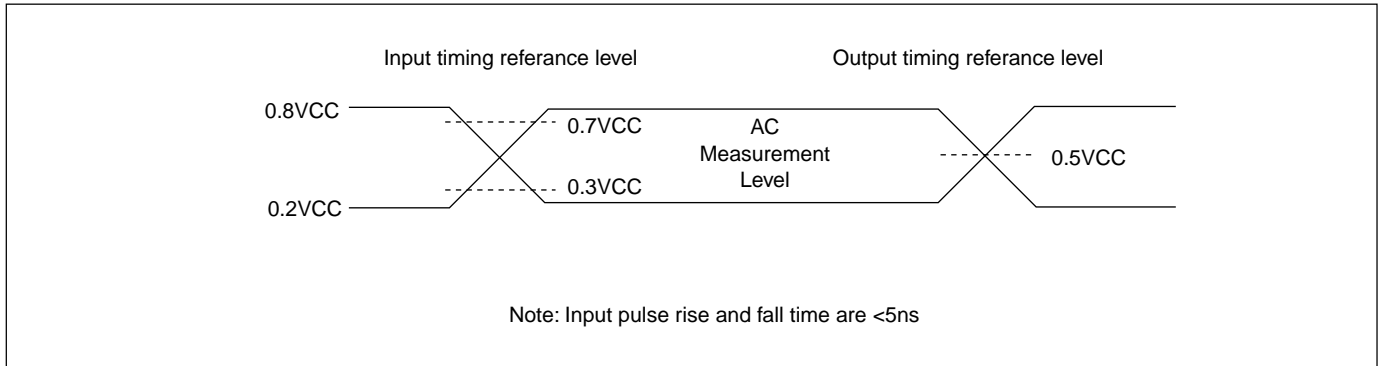 Input timing referance level
Output timing referance level
0.8VCC
0.7VCC
AC
Measurement
Level
0.5VCC
0.3VCC
0.2VCC
Note: Input pulse rise and fall time are <5ns